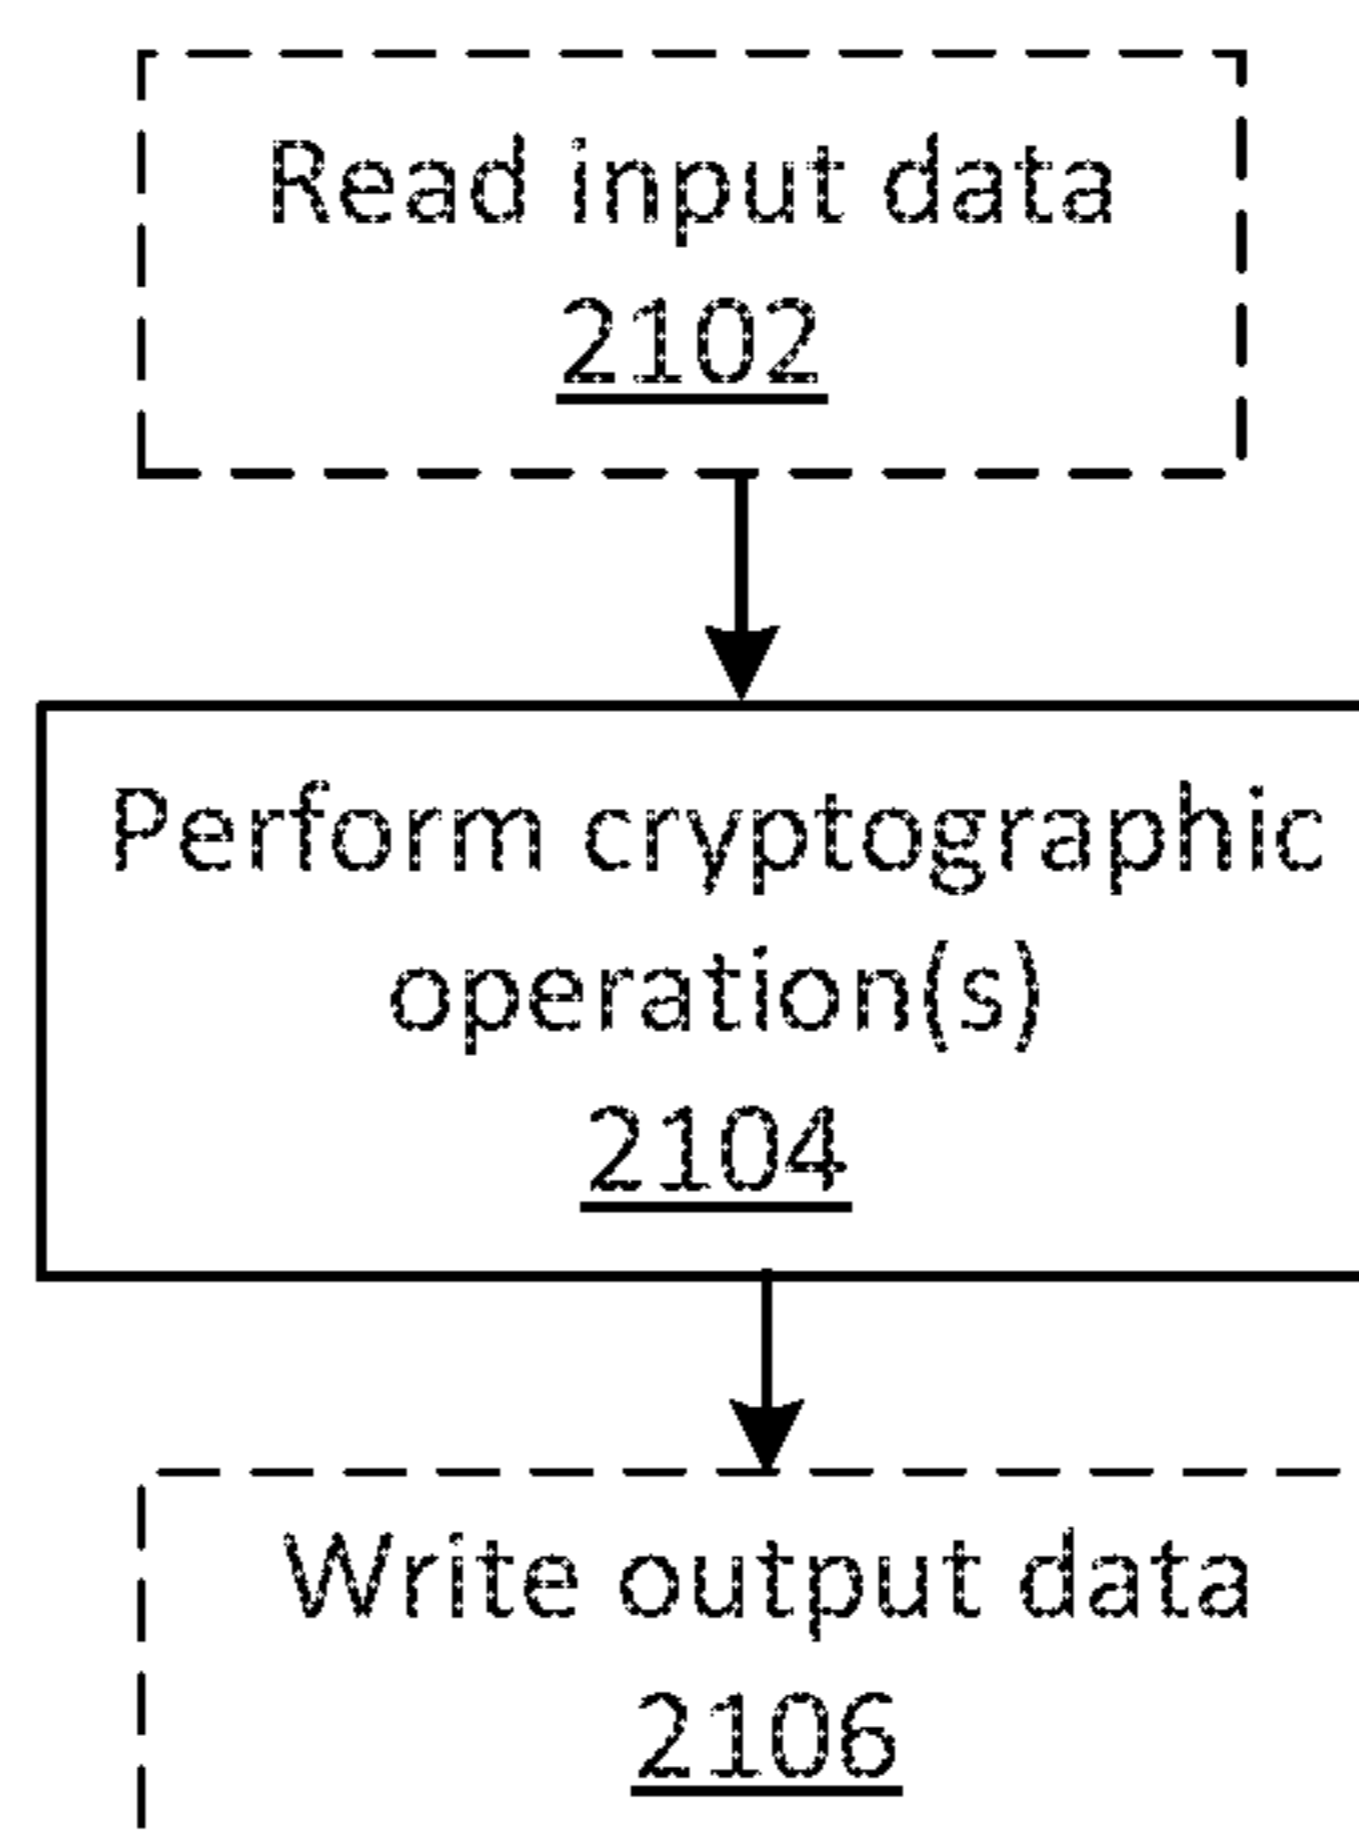 Read input data
2102
Perform cryptographic
operation(s)
2104
Write output data
2106